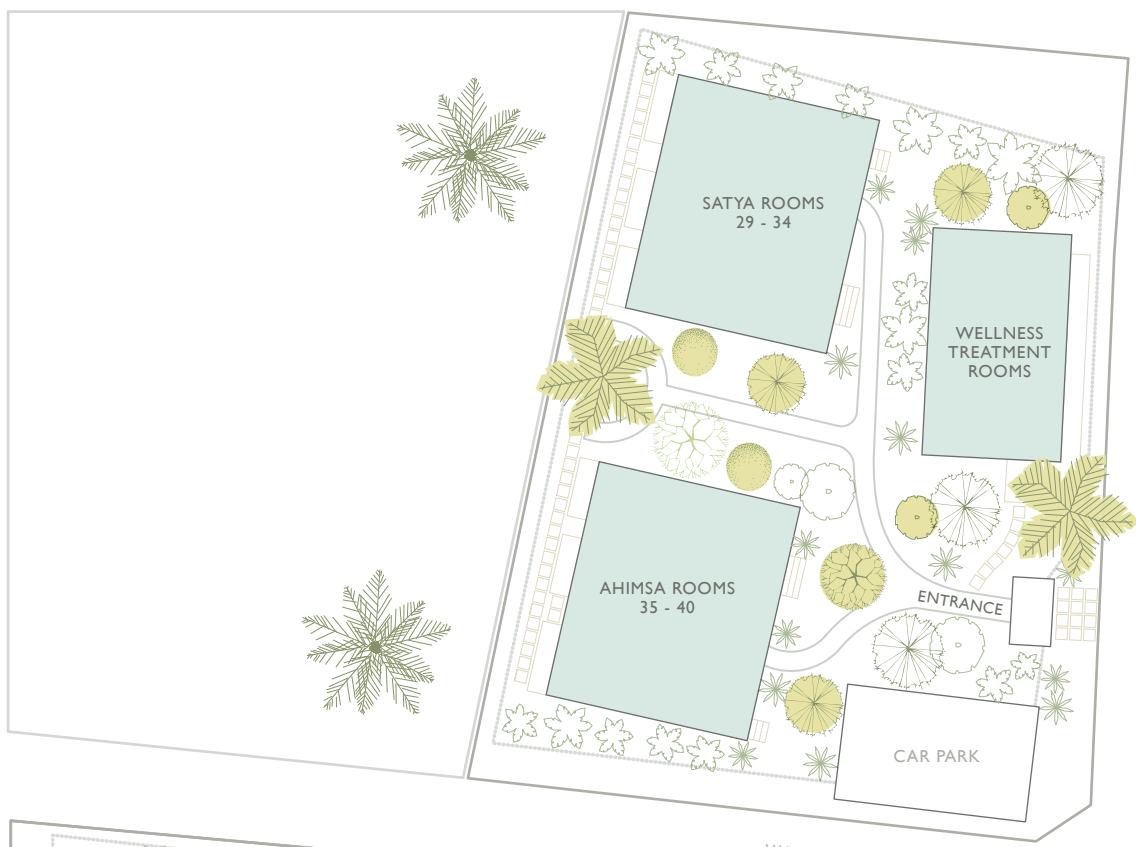 SATYA ROOMS
29 - 34
WELLNESS
TREATMENT
ROOMS
AHIMSA ROOMS
35 - 40
ENTRANCE
CAR PARK